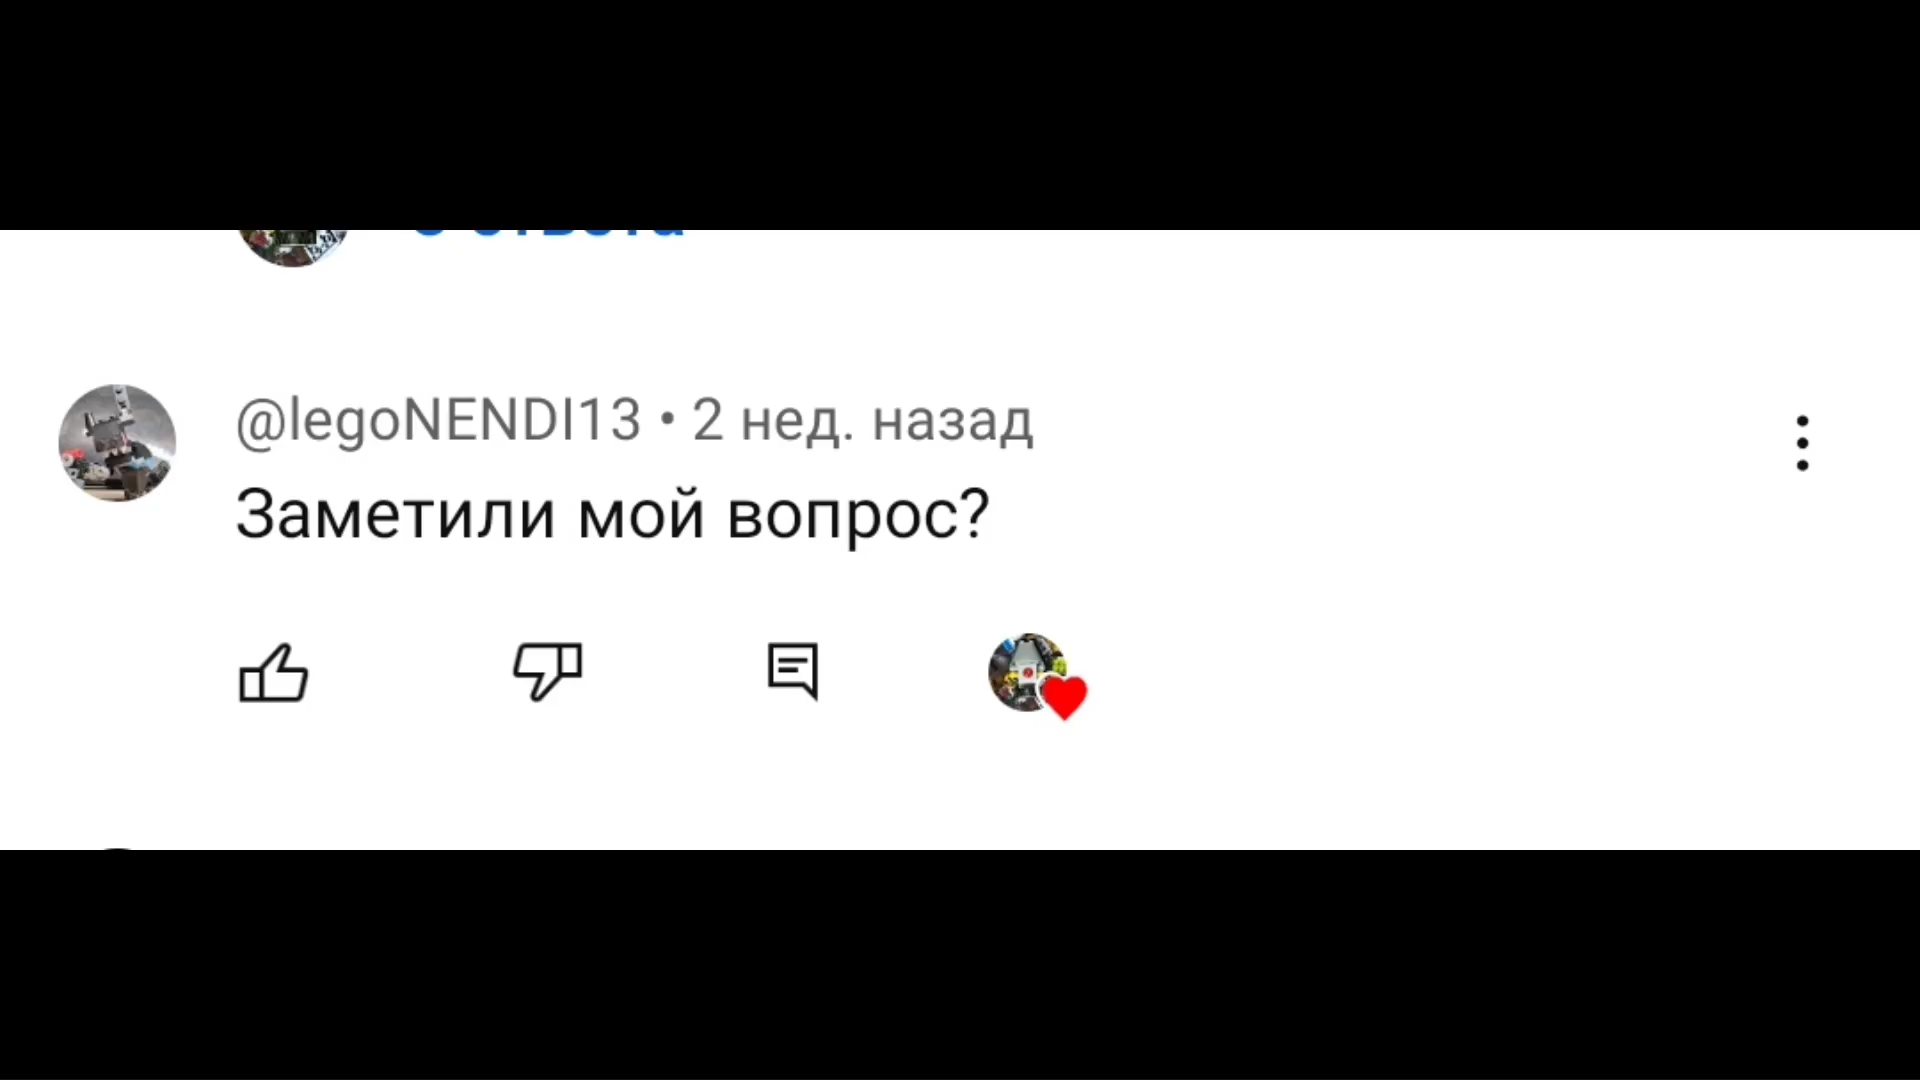 @legoNENDI13 • 2 нед. назад
Заметили мой вопрос?